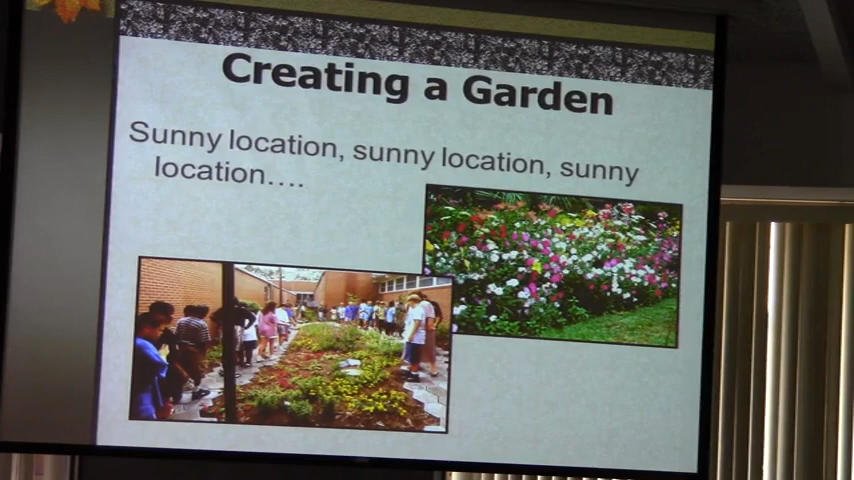 Creating a Garden
Sunny location, sunny location, sunny
location....